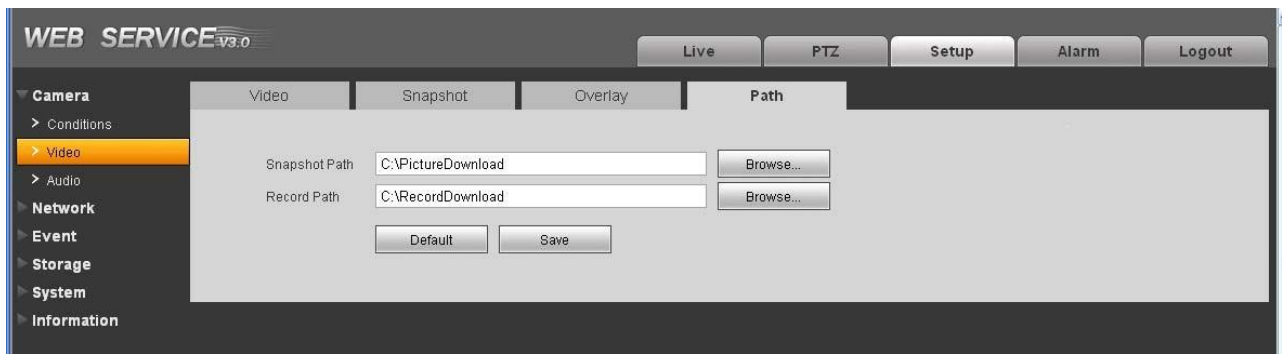 WEB SERVICE V3.0
Live PTZ Setup Alarm Logout
Camera
> Conditions
> Video
> Audio
Network
Event
Storage
System
Information
Video Snapshot Overlay Path
Snapshot Path C:\PictureDownload Browse...
Record Path C:\RecordDownload Browse...
Default Save